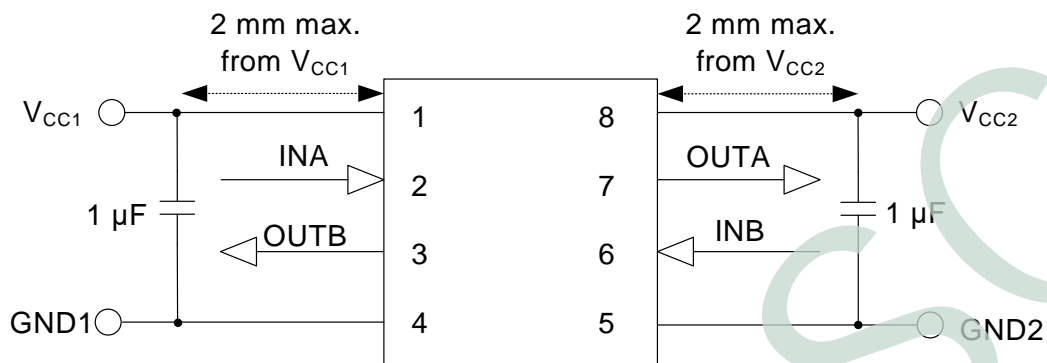 2 mm max.
from VCC1
2 mm max.
from VCC2
VCC1
1
8
VCC2
INA
OUTA
2
7
1 µF
1 µF
OUTB
INB
3
6
GND1
4
5
GND2